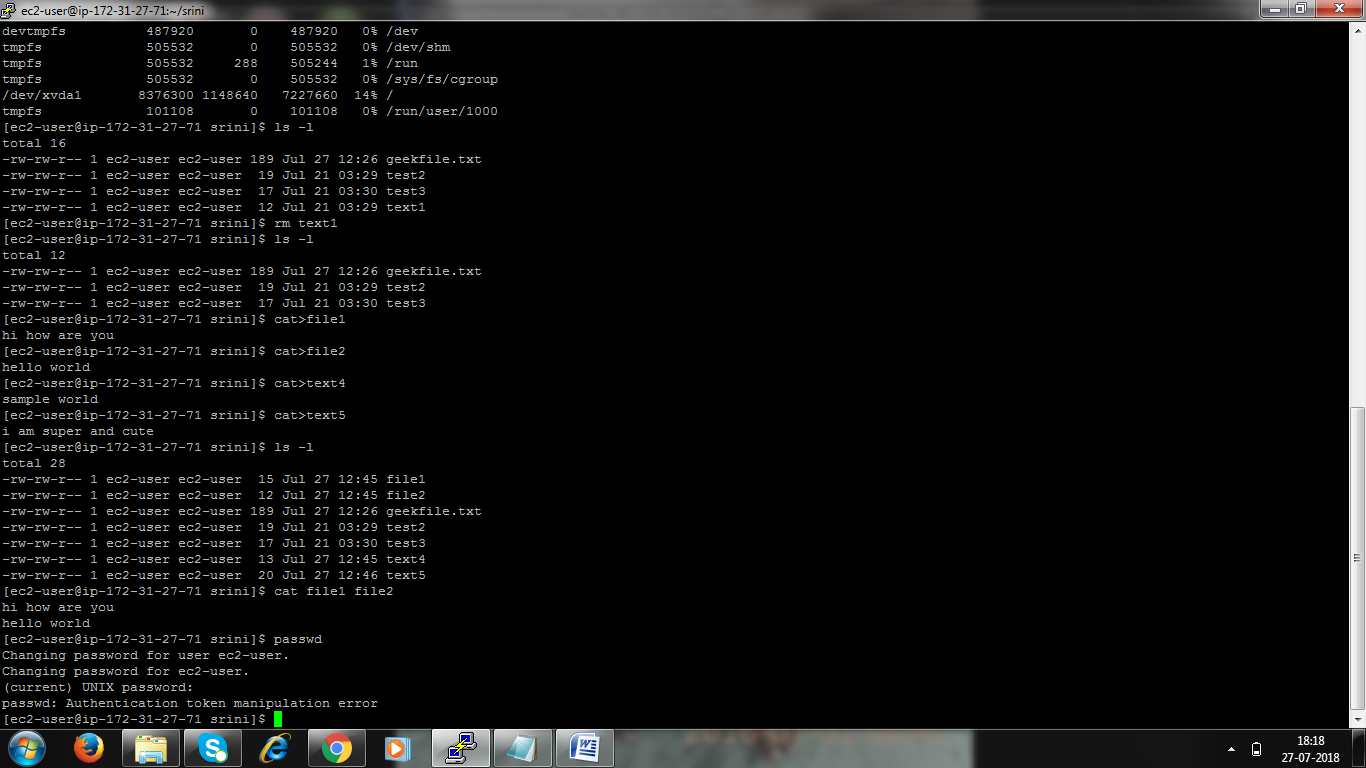 ec2-user@ip-172-31-27-71:~/srini
devtmpfs          487920       0    487920   0% /dev
tmpfs             505532       0    505532   0% /dev/shm
tmpfs             505532     288    505244   1% /run
tmpfs             505532       0    505532   0% /sys/fs/cgroup
/dev/xvda1       8376300 1148640   7227660  14% /
tmpfs             101108       0    101108   0% /run/user/1000
[ec2-user@ip-172-31-27-71 srini]$ ls -l
total 16
-rw-rw-r-- 1 ec2-user ec2-user 189 Jul 27 12:26 geekfile.txt
-rw-rw-r-- 1 ec2-user ec2-user  19 Jul 21 03:29 test2
-rw-rw-r-- 1 ec2-user ec2-user  17 Jul 21 03:30 test3
-rw-rw-r-- 1 ec2-user ec2-user  12 Jul 21 03:29 text1
[ec2-user@ip-172-31-27-71 srini]$ rm text1
[ec2-user@ip-172-31-27-71 srini]$ ls -l
total 12
-rw-rw-r-- 1 ec2-user ec2-user 189 Jul 27 12:26 geekfile.txt
-rw-rw-r-- 1 ec2-user ec2-user  19 Jul 21 03:29 test2
-rw-rw-r-- 1 ec2-user ec2-user  17 Jul 21 03:30 test3
[ec2-user@ip-172-31-27-71 srini]$ cat>file1
hi how are you
[ec2-user@ip-172-31-27-71 srini]$ cat>file2
hello world
[ec2-user@ip-172-31-27-71 srini]$ cat>text4
sample world
[ec2-user@ip-172-31-27-71 srini]$ cat>text5
i am super and cute
[ec2-user@ip-172-31-27-71 srini]$ ls -l
total 28
-rw-rw-r-- 1 ec2-user ec2-user  15 Jul 27 12:45 file1
-rw-rw-r-- 1 ec2-user ec2-user  12 Jul 27 12:45 file2
-rw-rw-r-- 1 ec2-user ec2-user 189 Jul 27 12:26 geekfile.txt
-rw-rw-r-- 1 ec2-user ec2-user  19 Jul 21 03:29 test2
-rw-rw-r-- 1 ec2-user ec2-user  17 Jul 21 03:30 test3
-rw-rw-r-- 1 ec2-user ec2-user  13 Jul 27 12:45 text4
-rw-rw-r-- 1 ec2-user ec2-user  20 Jul 27 12:46 text5
[ec2-user@ip-172-31-27-71 srini]$ cat file1 file2
hi how are you
hello world
[ec2-user@ip-172-31-27-71 srini]$ passwd
Changing password for user ec2-user.
Changing password for ec2-user.
(current) UNIX password:
passwd: Authentication token manipulation error
[ec2-user@ip-172-31-27-71 srini]$
18:18
27-07-2018